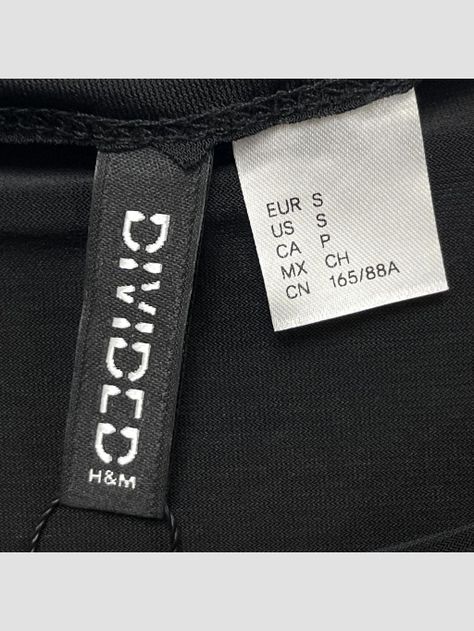 DIVIDED
H&M
EUR S
US S
CA P
MX CH
CN 165/88A